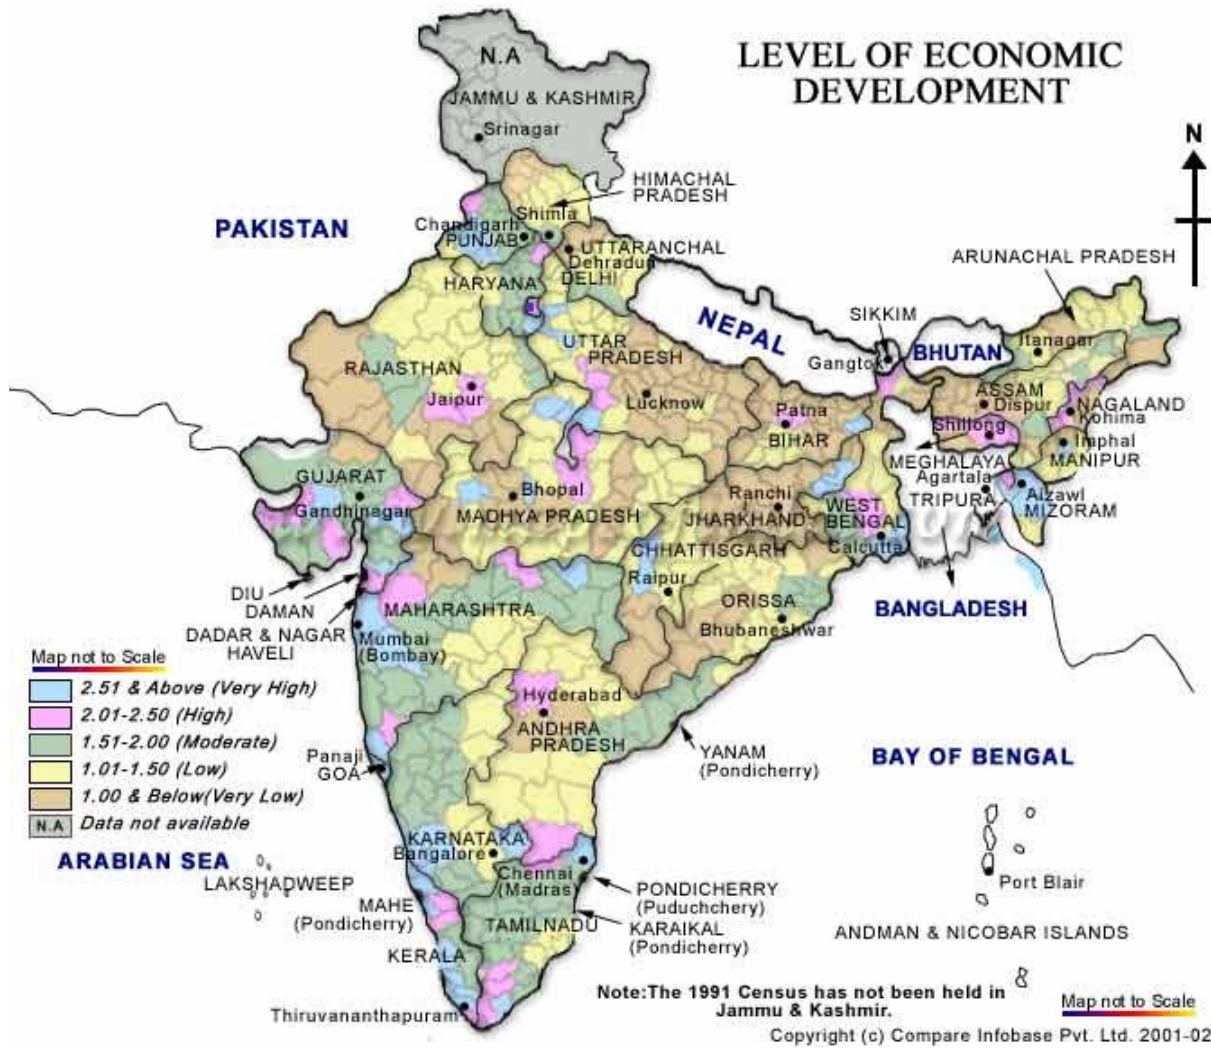 LEVEL OF ECONOMIC
DEVELOPMENT
N.A
JAMMU & KASHMIR
Srinagar
N
HIMACHAL
PRADESH
Shimla
PAKISTAN
Chandigarh
PUNJAB
UTTARANCHAL
Dehradun
DELHI
HARYANA
ARUNACHAL PRADESH
NEPAL
SIKKIM
BHUTAN
Gangtok
Itanagar
UTTAR
PRADESH
RAJASTHAN
Jaipur
Lucknow
ASSAM
Dispur
NAGALAND
Kohima
Patna
BIHAR
Shillong
Imphal
MANIPUR
MEGHALAYA
Agartala
TRIPURA
Aizawl
MIZORAM
GUJARAT
Gandhinagar
Bhopal
MADHYA PRADESH
Ranchi
JHARKHAND
WEST
BENGAL
Calcutta
CHHATTISGARH
Raipur
ORISSA
Bhubaneshwar
BANGLADESH
DIU
DAMAN
DADAR & NAGAR
HAVELI
MAHARASHTRA
Mumbai
(Bombay)
Map not to Scale
2.51 & Above (Very High)
2.01-2.50 (High)
1.51-2.00 (Moderate)
1.01-1.50 (Low)
1.00 & Below(Very Low)
N.A Data not available
Hyderabad
ANDHRA
PRADESH
YANAM
(Pondicherry)
Panaji
GOA
BAY OF BENGAL
ARABIAN SEA
LAKSHADWEEP
KARNATAKA
Bangalore
Chennai
(Madras)
PONDICHERRY
(Puduchchery)
Port Blair
MAHE
(Pondicherry)
TAMILNADU
KARAIKAL
(Pondicherry)
ANDMAN & NICOBAR ISLANDS
KERALA
Thiruvananthapuram
Note:The 1991 Census has not been held in
Jammu & Kashmir.
Map not to Scale
Copyright (c) Compare Infobase Pvt. Ltd. 2001-02